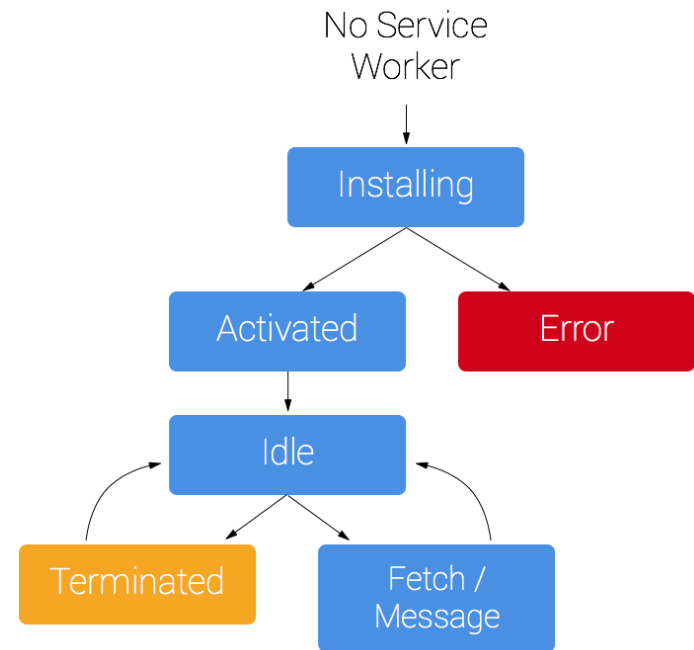 No Service
Worker
Installing
Activated
Error
Idle
Terminated
Fetch /
Message